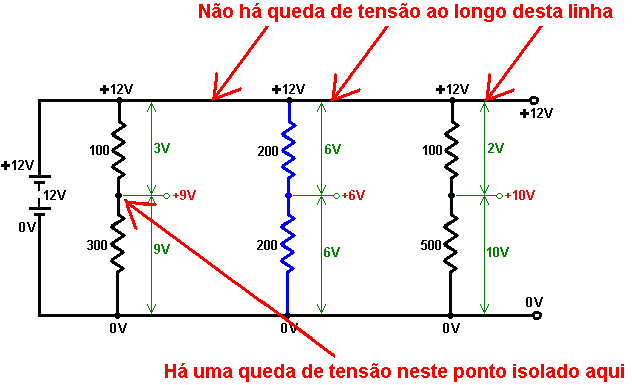 Não há queda de tensão ao longo desta linha
+12V +12V +12V
+12V
100 3V 200 6V 100 2V
+12V
12V +9V +6V +10V
0V
300 9V 200 6V 500 10V
0V
0V 0V 0V
Há uma queda de tensão neste ponto isolado aqui